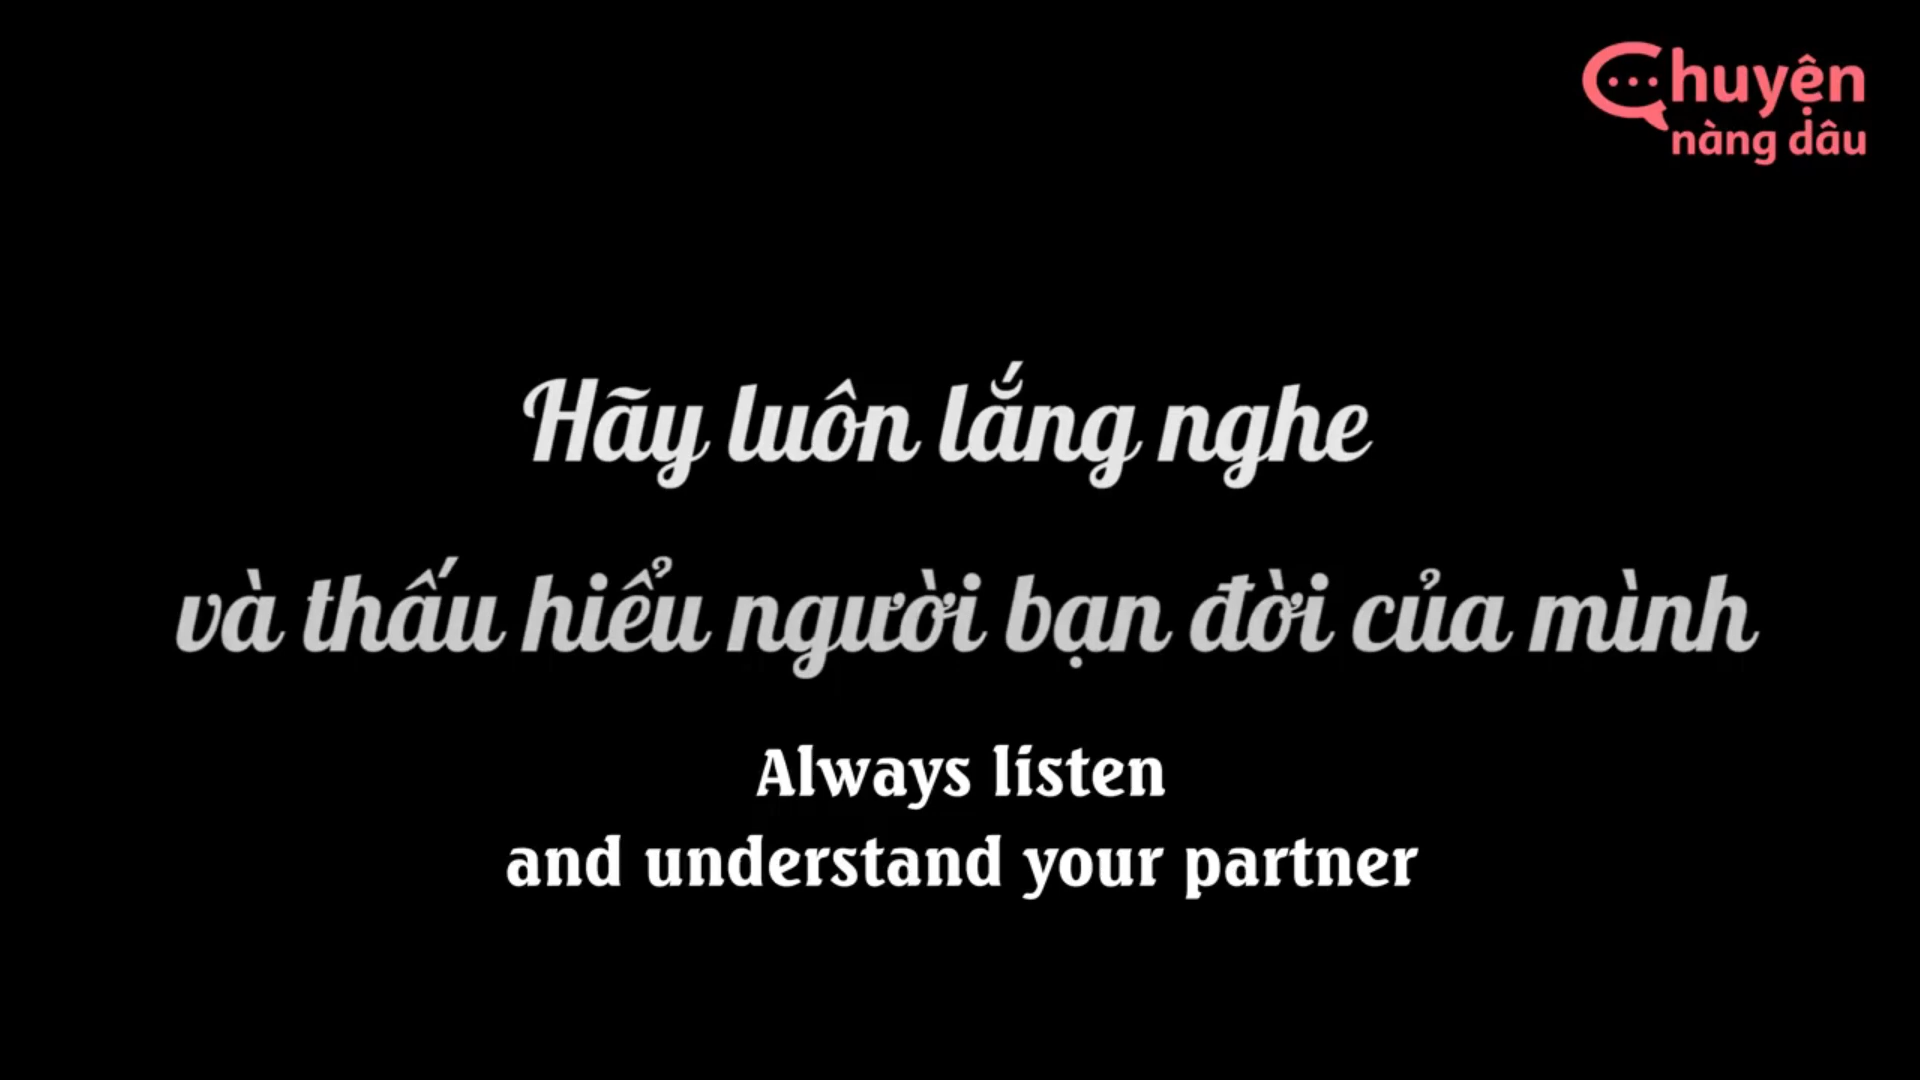 Chuyện
nàng dâu
Hãy luôn lắng nghe
và thấu hiểu người bạn đời của mình
Always listen
and understand your partner